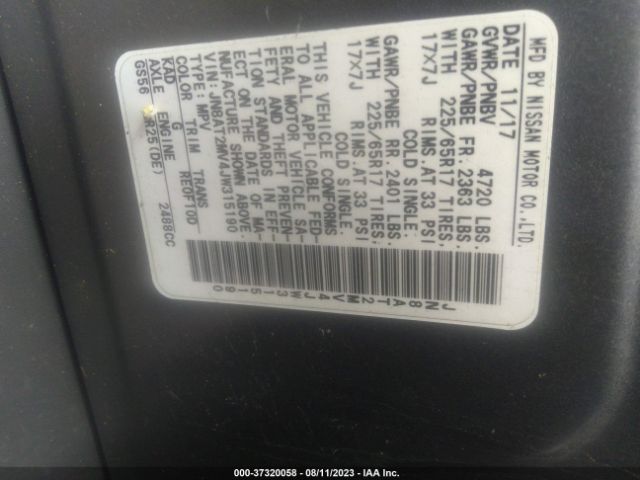 MFD BY NISSAN MOTOR CO.,LTD.
DATE 11/17
GVWR/PNBV 4720 LBS.
GAWR/PNBE FR. 2363 LBS.
WITH 225/65R17 TIRES;
17X7J RIMS.AT 33 PSI
COLD SINGLE.
GAWR/PNBE RR. 2401 LBS.
WITH 225/65R17 TIRES;
17X7J RIMS.AT 33 PSI
COLD SINGLE.
THIS VEHICLE CONFORMS
TO ALL APPLICABLE FED-
ERAL MOTOR VEHICLE SA-
FETY AND THEFT PREVEN-
TION STANDARDS IN EFF-
ECT ON THE DATE OF MA-
NUFACTURE SHOWN ABOVE.
VIN: JN8AT2MV4JW315190
TYPE: MPV
COLOR TRIM TRANS
KAD G RE0F10D
AXLE ENGINE
GS56 R25(DE) 2488CC
JN8AT2MV4JW315190
000-37320058 - 08/11/2023 - IAA Inc.